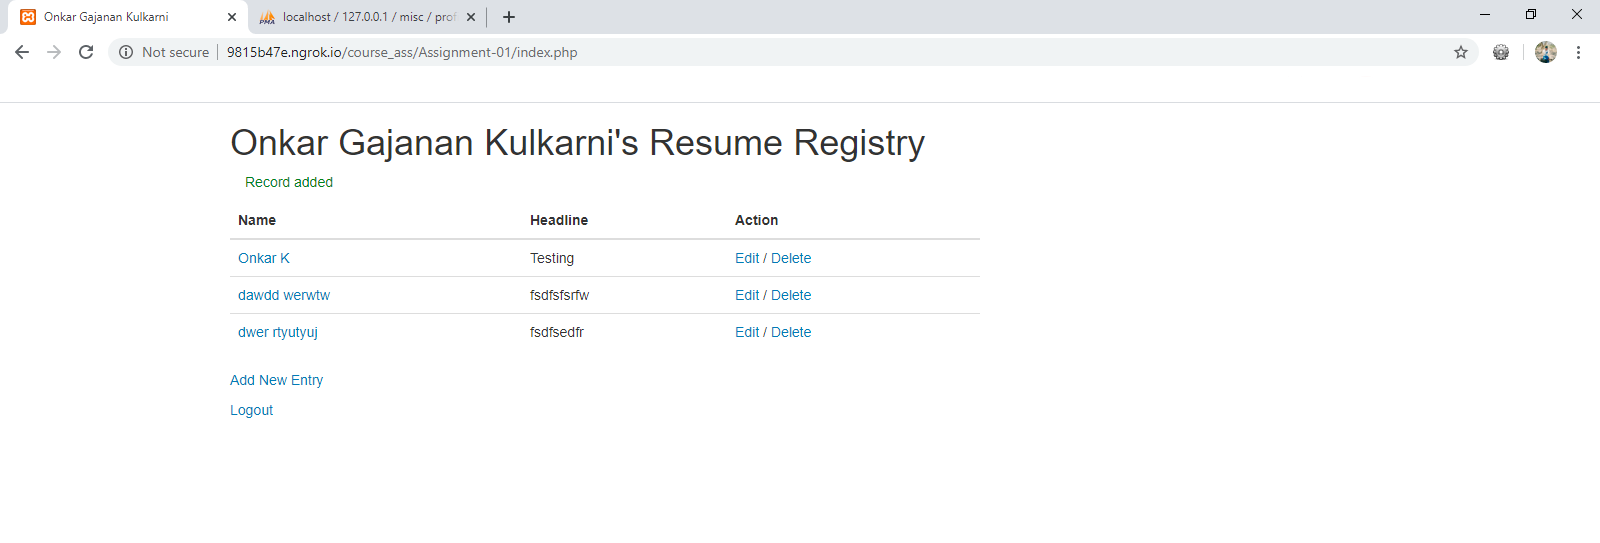 Onkar Gajanan Kulkarni
PMA localhost / 127.0.0.1 / misc / prof
Not secure 9815b47e.ngrok.io/course_ass/Assignment-01/index.php
Onkar Gajanan Kulkarni's Resume Registry
Record added
Name Headline Action
Onkar K Testing Edit / Delete
dawdd werwtw fsdfsfsrfw Edit / Delete
dwer rtyutyuj fsdfsedfr Edit / Delete
Add New Entry
Logout